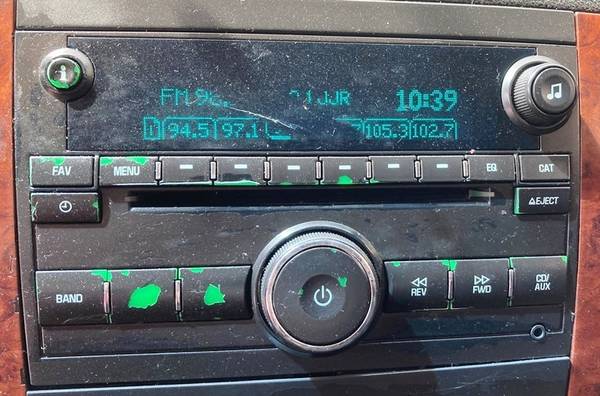 FM 10:39
1 94.5 97.1 105.3 102.7
FAV MENU EQ CAT
EJECT
BAND REV FWD CD/
AUX